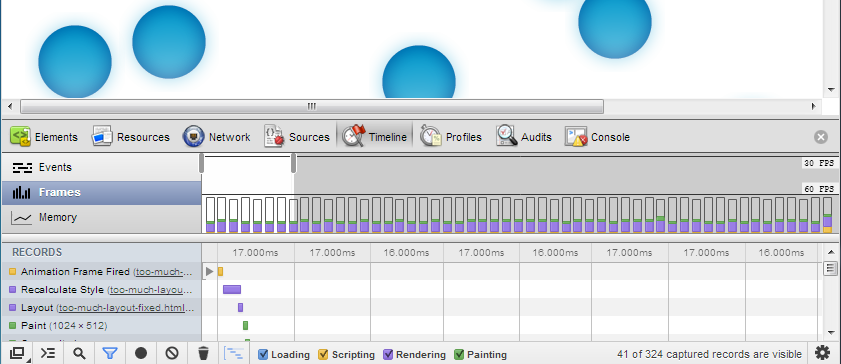 Elements Resources Network Sources Timeline Profiles Audits Console
Events
30 FPS
Frames
60 FPS
Memory
RECORDS 17.000ms 17.000ms 16.000ms 17.000ms 16.000ms 17.000ms 17.000ms 16.000ms
Animation Frame Fired (too-much-...
Recalculate Style (too-much-layou...
Layout (too-much-layout-fixed.html...
Paint (1024 × 512)
Loading Scripting Rendering Painting 41 of 324 captured records are visible